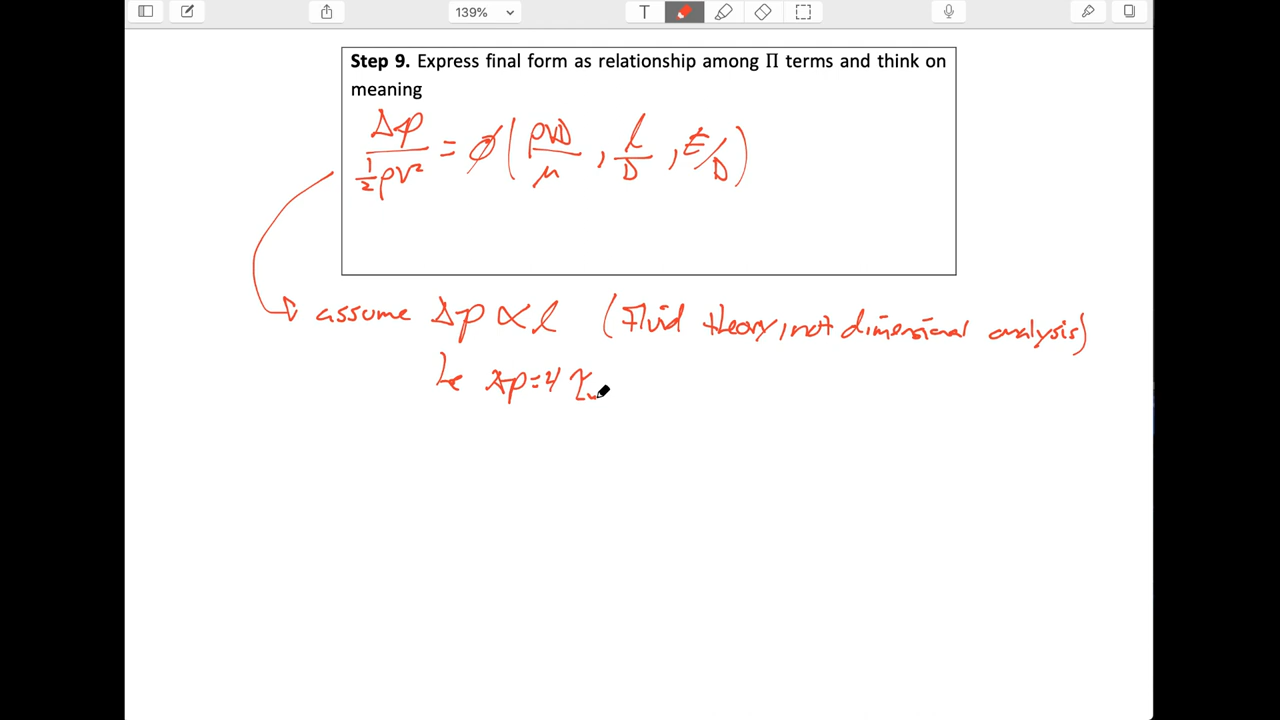 139%
T
Step 9. Express final form as relationship among Π terms and think on
meaning
Δp / ½ρV² = φ(ρVD/μ, ℓ/D, ε/D)
assume Δp ∝ ℓ (Fluid theory, not dimensional analysis)
Δp = 4τ